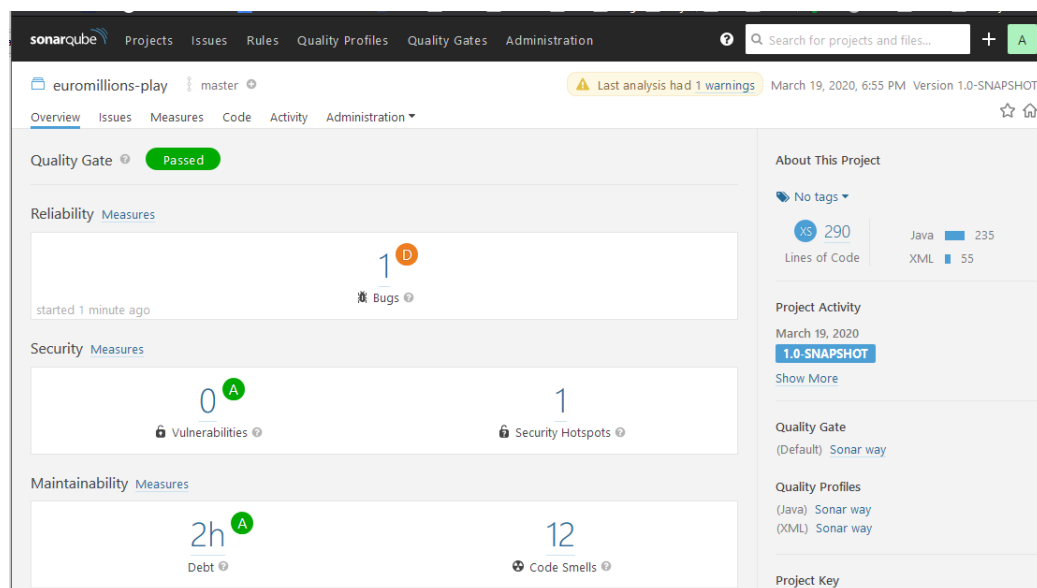 sonarqube Projects Issues Rules Quality Profiles Quality Gates Administration ? Search for projects and files... + A
euromillions-play master Last analysis had 1 warnings March 19, 2020, 6:55 PM Version 1.0-SNAPSHOT
Overview Issues Measures Code Activity Administration
Quality Gate ? Passed
Reliability Measures
1 D
Bugs ?
started 1 minute ago
Security Measures
0 A
Vulnerabilities ?
1
Security Hotspots ?
Maintainability Measures
2h A
Debt ?
12
Code Smells ?
About This Project
No tags
XS 290
Lines of Code
Java 235
XML 55
Project Activity
March 19, 2020
1.0-SNAPSHOT
Show More
Quality Gate
(Default) Sonar way
Quality Profiles
(Java) Sonar way
(XML) Sonar way
Project Key